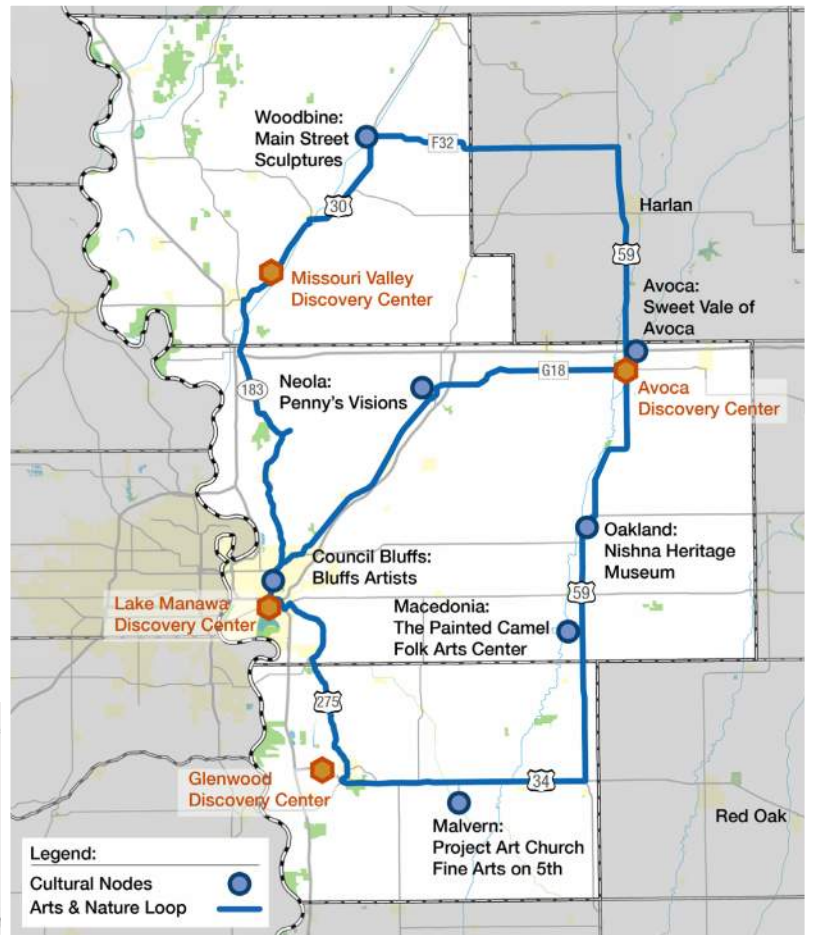 Woodbine:
Main Street
Sculptures
F32
30
Harlan
59
Missouri Valley
Discovery Center
Avoca:
Sweet Vale of
Avoca
183
Neola:
Penny's Visions
G18
Avoca
Discovery Center
Council Bluffs:
Bluffs Artists
Oakland:
Nishna Heritage
Museum
59
Lake Manawa
Discovery Center
Macedonia:
The Painted Camel
Folk Arts Center
275
Glenwood
Discovery Center
34
Malvern:
Project Art Church
Fine Arts on 5th
Red Oak
Legend:
Cultural Nodes
Arts & Nature Loop